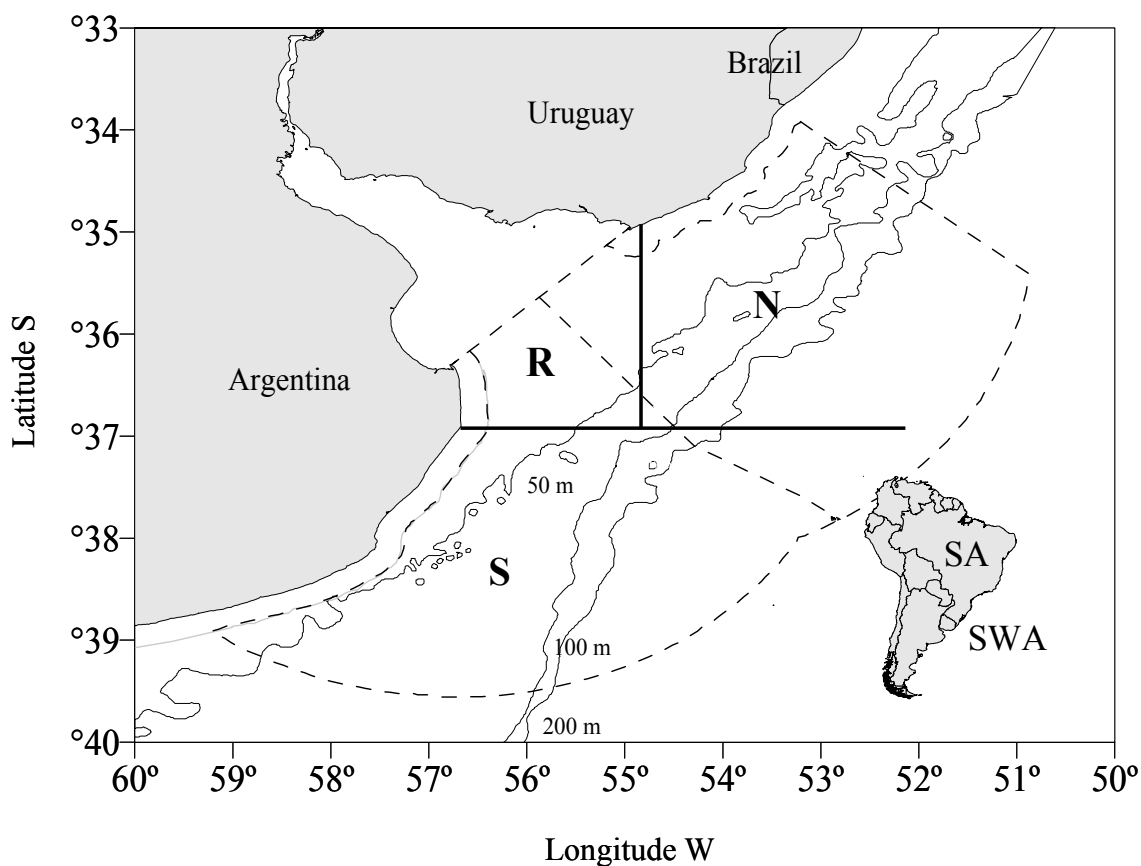 °33
Brazil
Uruguay
°34
°35
N
°36
R
Argentina
Latitude S
°37
50 m
°38
S
SA
°39
100 m
SWA
200 m
°40
60º 59º 58º 57º 56º 55º 54º 53º 52º 51º 50º
Longitude W